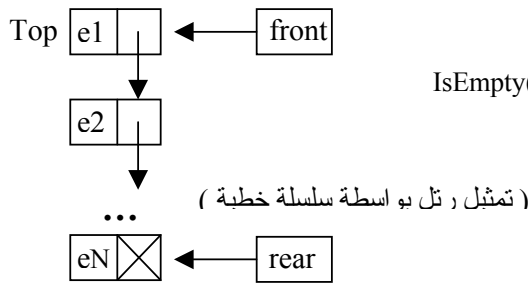 Top e1 front
IsEmpty(
e2
( تمثيل رتل بواسطة سلسلة خطية )
...
eN rear